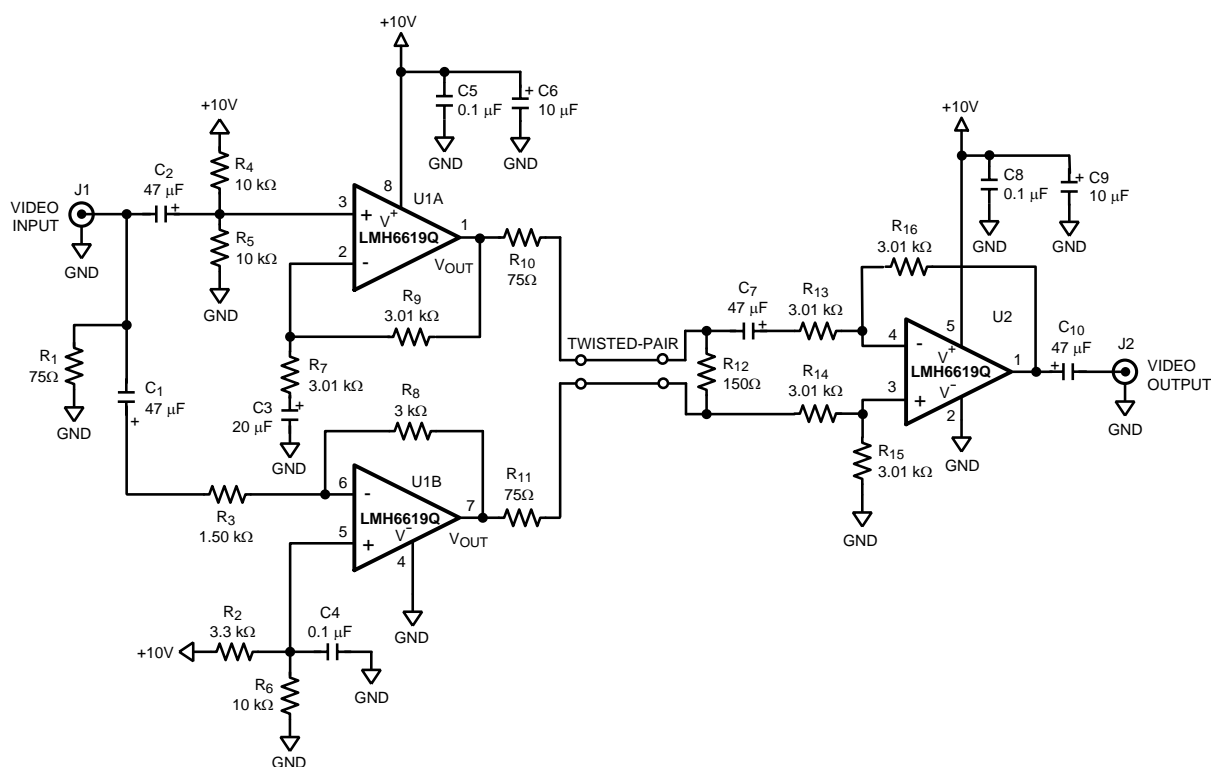 +10V
C5
0.1 μF
C6
+
10 μF
GND
GND
+10V
R4
10 kΩ
C2
47 μF
+
J1
VIDEO
INPUT
GND
R5
10 kΩ
GND
3
+
8
V+
U1A
LMH6619Q
1
2
-
VOUT
R10
75Ω
R9
3.01 kΩ
R7
3.01 kΩ
C3
+
20 μF
GND
R1
75Ω
GND
C1
47 μF
+
R3
1.50 kΩ
R8
3 kΩ
6
-
U1B
LMH6619Q
7
5
+
V-
4
VOUT
GND
R11
75Ω
R2
3.3 kΩ
+10V
C4
0.1 μF
GND
R6
10 kΩ
GND
TWISTED-PAIR
R12
150Ω
C7
47 μF
+
R13
3.01 kΩ
R14
3.01 kΩ
R15
3.01 kΩ
GND
R16
3.01 kΩ
+10V
C8
0.1 μF
GND
C9
+
10 μF
GND
U2
4
-
5
V+
LMH6619Q
1
3
+
V-
2
GND
C10
47 μF
+
J2
VIDEO
OUTPUT
GND